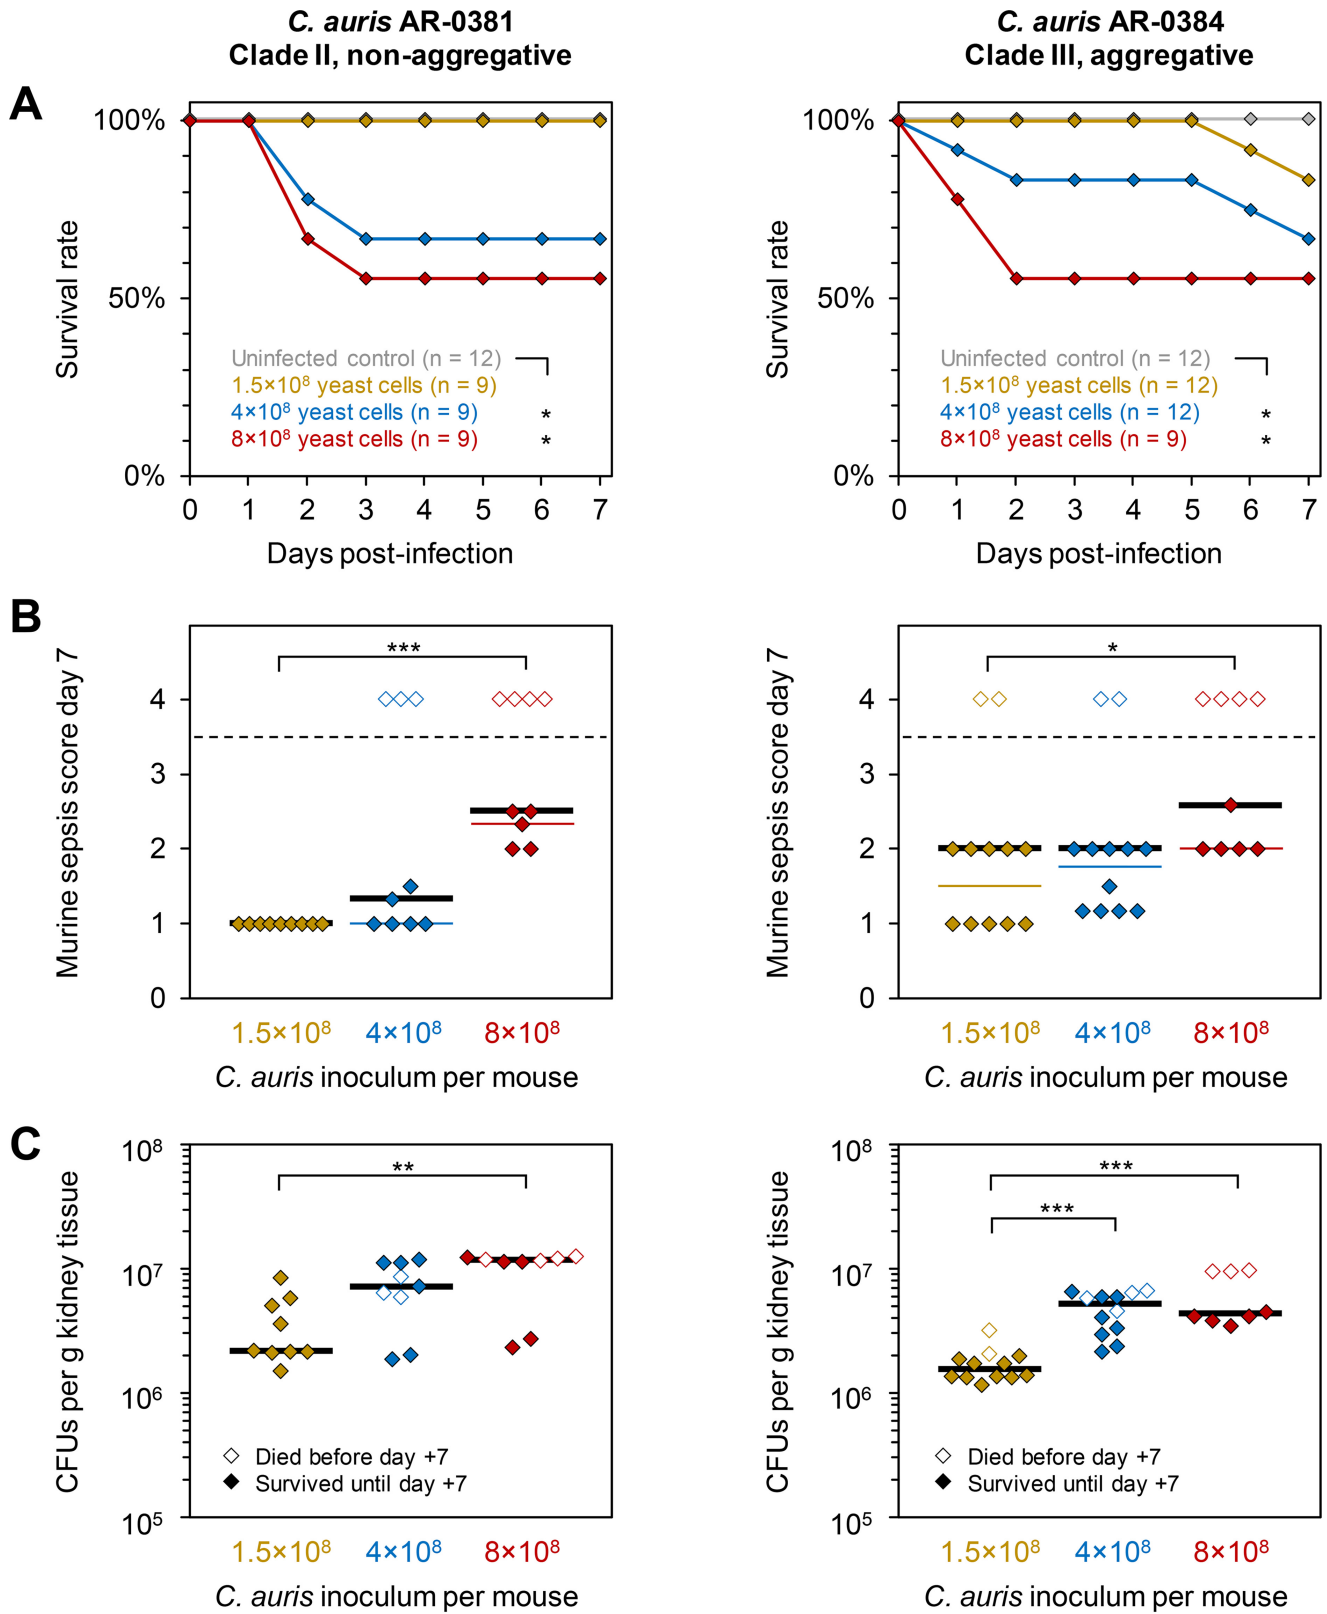 C. auris AR-0381
Clade II, non-aggregative
C. auris AR-0384
Clade III, aggregative
A
100%
50%
0%
Survival rate
Uninfected control (n = 12)
1.5×10⁸ yeast cells (n = 9)
4×10⁸ yeast cells (n = 9) *
8×10⁸ yeast cells (n = 9) *
0 1 2 3 4 5 6 7
Days post-infection
100%
50%
0%
Survival rate
Uninfected control (n = 12)
1.5×10⁸ yeast cells (n = 12)
4×10⁸ yeast cells (n = 12) *
8×10⁸ yeast cells (n = 9) *
0 1 2 3 4 5 6 7
Days post-infection
B
Murine sepsis score day 7
***
4
3
2
1
0
1.5×10⁸ 4×10⁸ 8×10⁸
C. auris inoculum per mouse
Murine sepsis score day 7
*
4
3
2
1
0
1.5×10⁸ 4×10⁸ 8×10⁸
C. auris inoculum per mouse
C
CFUs per g kidney tissue
10⁸
**
10⁷
10⁶
◇ Died before day +7
◆ Survived until day +7
10⁵
1.5×10⁸ 4×10⁸ 8×10⁸
C. auris inoculum per mouse
CFUs per g kidney tissue
10⁸
***
***
10⁷
10⁶
◇ Died before day +7
◆ Survived until day +7
10⁵
1.5×10⁸ 4×10⁸ 8×10⁸
C. auris inoculum per mouse